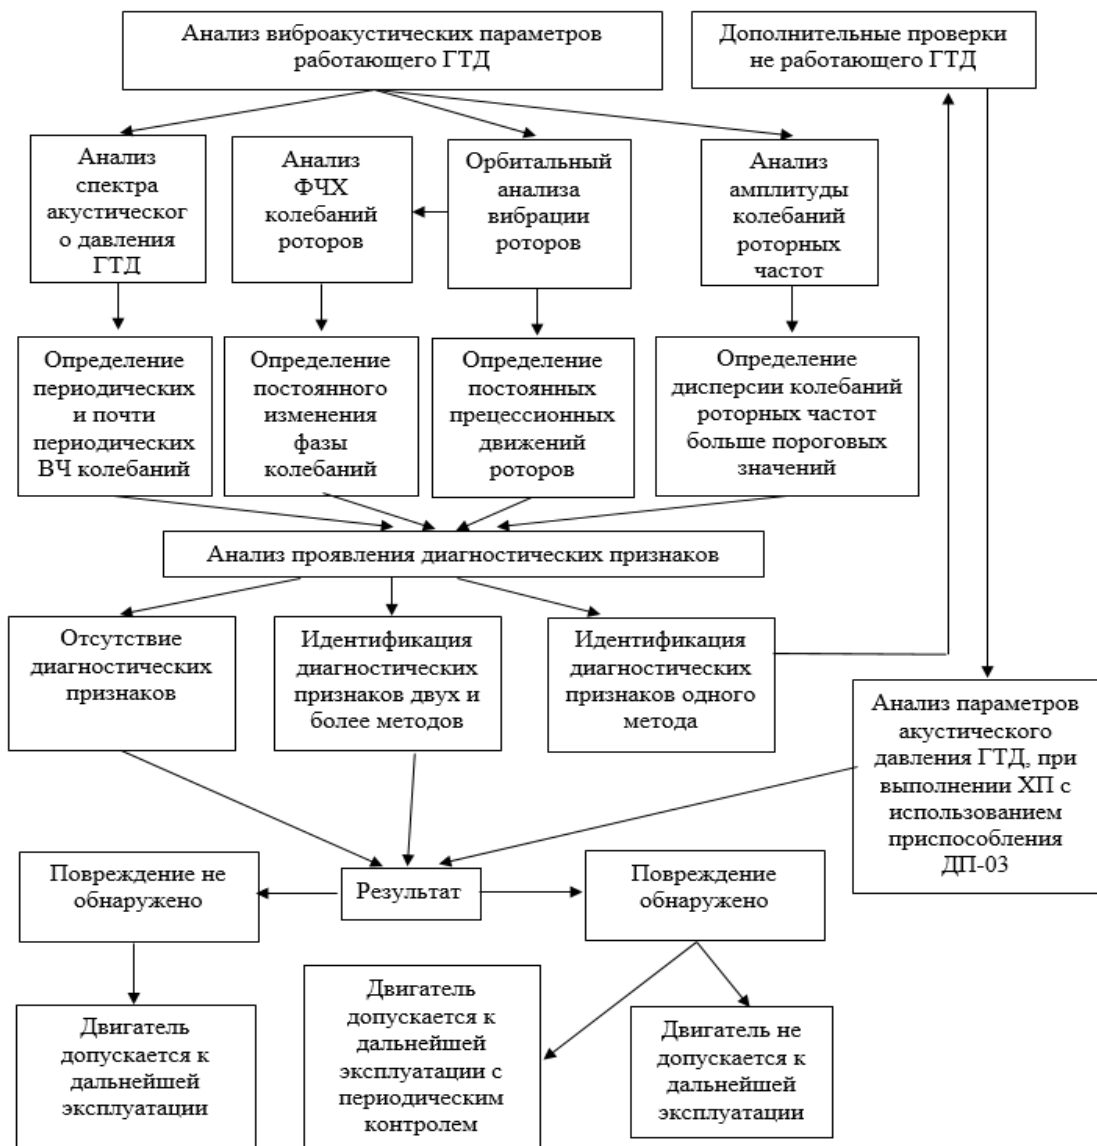 Анализ виброакустических параметров
работающего ГТД
Дополнительные проверки
не работающего ГТД
Анализ
спектра
акустическог
о давления
ГТД
Анализ
ФЧХ
колебаний
роторов
Орбитальный
анализа
вибрации
роторов
Анализ
амплитуды
колебаний
роторных
частот
Определение
периодических
и почти
периодических
ВЧ колебаний
Определение
постоянного
изменения
фазы
колебаний
Определение
постоянных
прецессионных
движений
роторов
Определение
дисперсии колебаний
роторных частот
больше пороговых
значений
Анализ проявления диагностических признаков
Отсутствие
диагностических
признаков
Идентификация
диагностических
признаков двух и
более методов
Идентификация
диагностических
признаков одного
метода
Анализ параметров
акустического
давления ГТД, при
выполнении ХП с
использованием
приспособления
ДП-03
Повреждение не
обнаружено
Результат
Повреждение
обнаружено
Двигатель
допускается к
дальнейшей
эксплуатации
Двигатель
допускается к
дальнейшей
эксплуатации с
периодическим
контролем
Двигатель не
допускается к
дальнейшей
эксплуатации